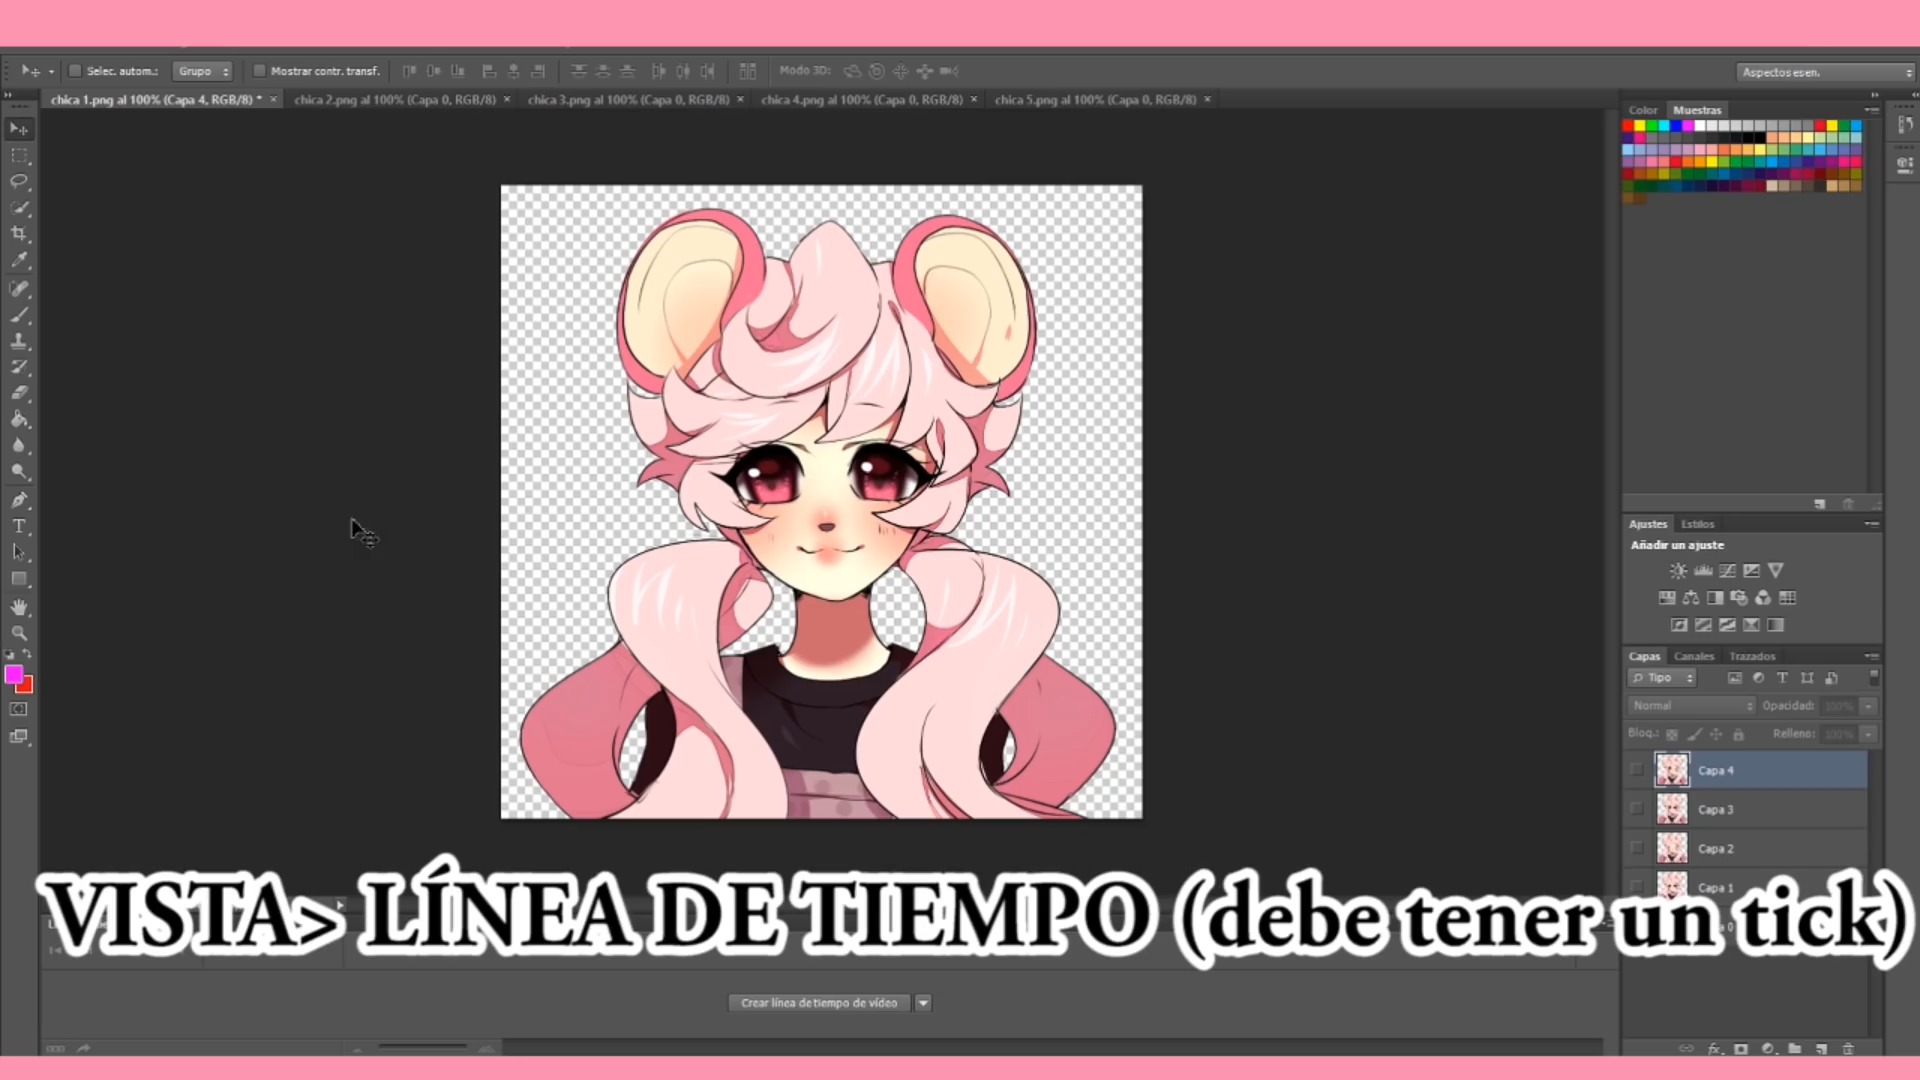 Selec. autom.: Grupo Mostrar contr. transf. Modo 3D: Aspectos esen.
chica 1.png al 100% (Capa 4, RGB/8) * × chica 2.png al 100% (Capa 0, RGB/8) × chica 3.png al 100% (Capa 0, RGB/8) × chica 4.png al 100% (Capa 0, RGB/8) × chica 5.png al 100% (Capa 0, RGB/8) ×
Color Muestras
Ajustes Estilos
Añadir un ajuste
Capas Canales Trazados
Tipo
Normal Opacidad: 100%
Bloq.: Relleno: 100%
Capa 4
Capa 3
Capa 2
Capa 1
VISTA> LÍNEA DE TIEMPO (debe tener un tick)
Crear línea de tiempo de vídeo